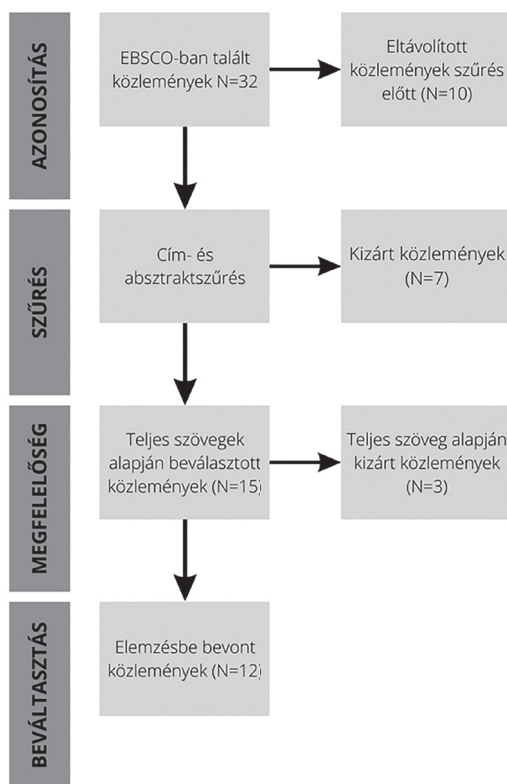 AZONOSÍTÁS
EBSCO-ban talált
közlemények N=32
Eltávolított
közlemények szűrés
előtt (N=10)
SZŰRÉS
Cím- és
absztraktszűrés
Kizárt közlemények
(N=7)
MEGFELELŐSÉG
Teljes szövegek
alapján beválasztott
közlemények (N=15)
Teljes szöveg alapján
kizárt közlemények
(N=3)
BEVÁLTASZTÁS
Elemzésbe bevont
közlemények (N=12)